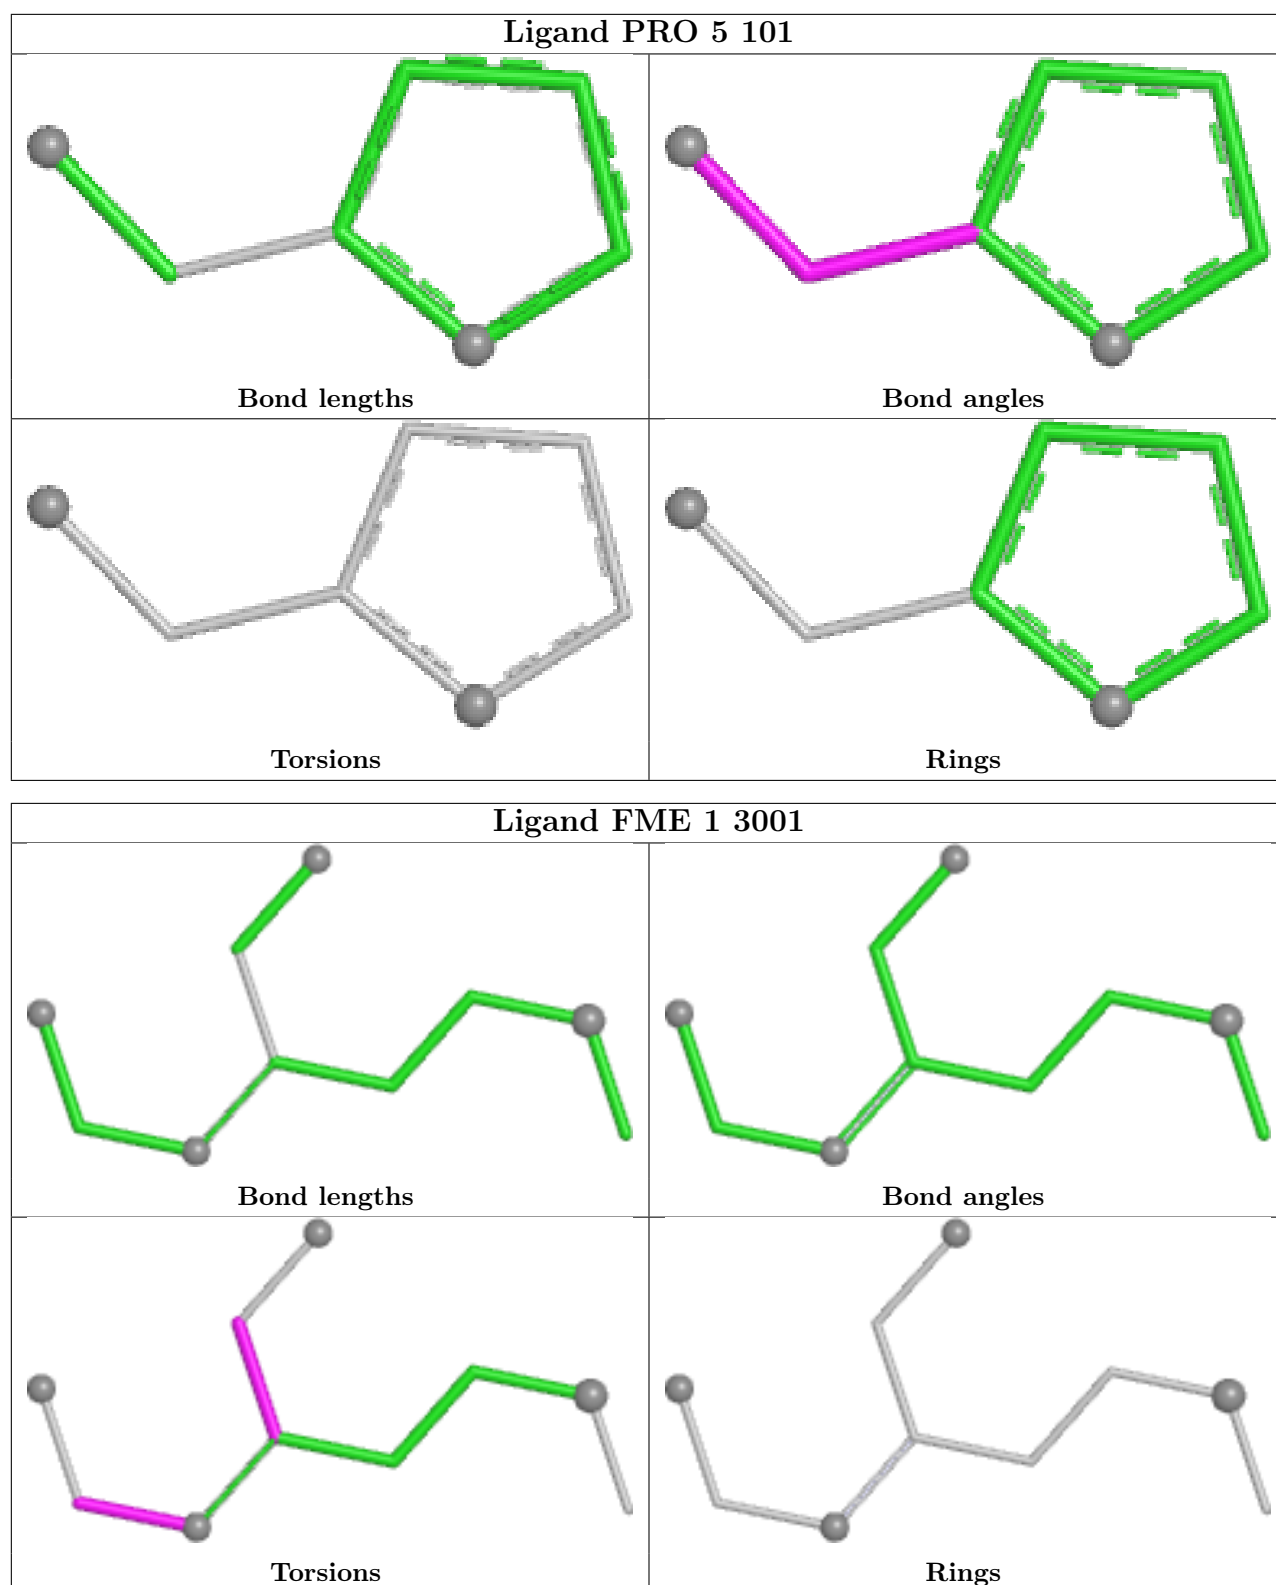 Ligand PRO 5 101
Bond lengths
Bond angles
Torsions
Rings
Ligand FME 1 3001
Bond lengths
Bond angles
Torsions
Rings